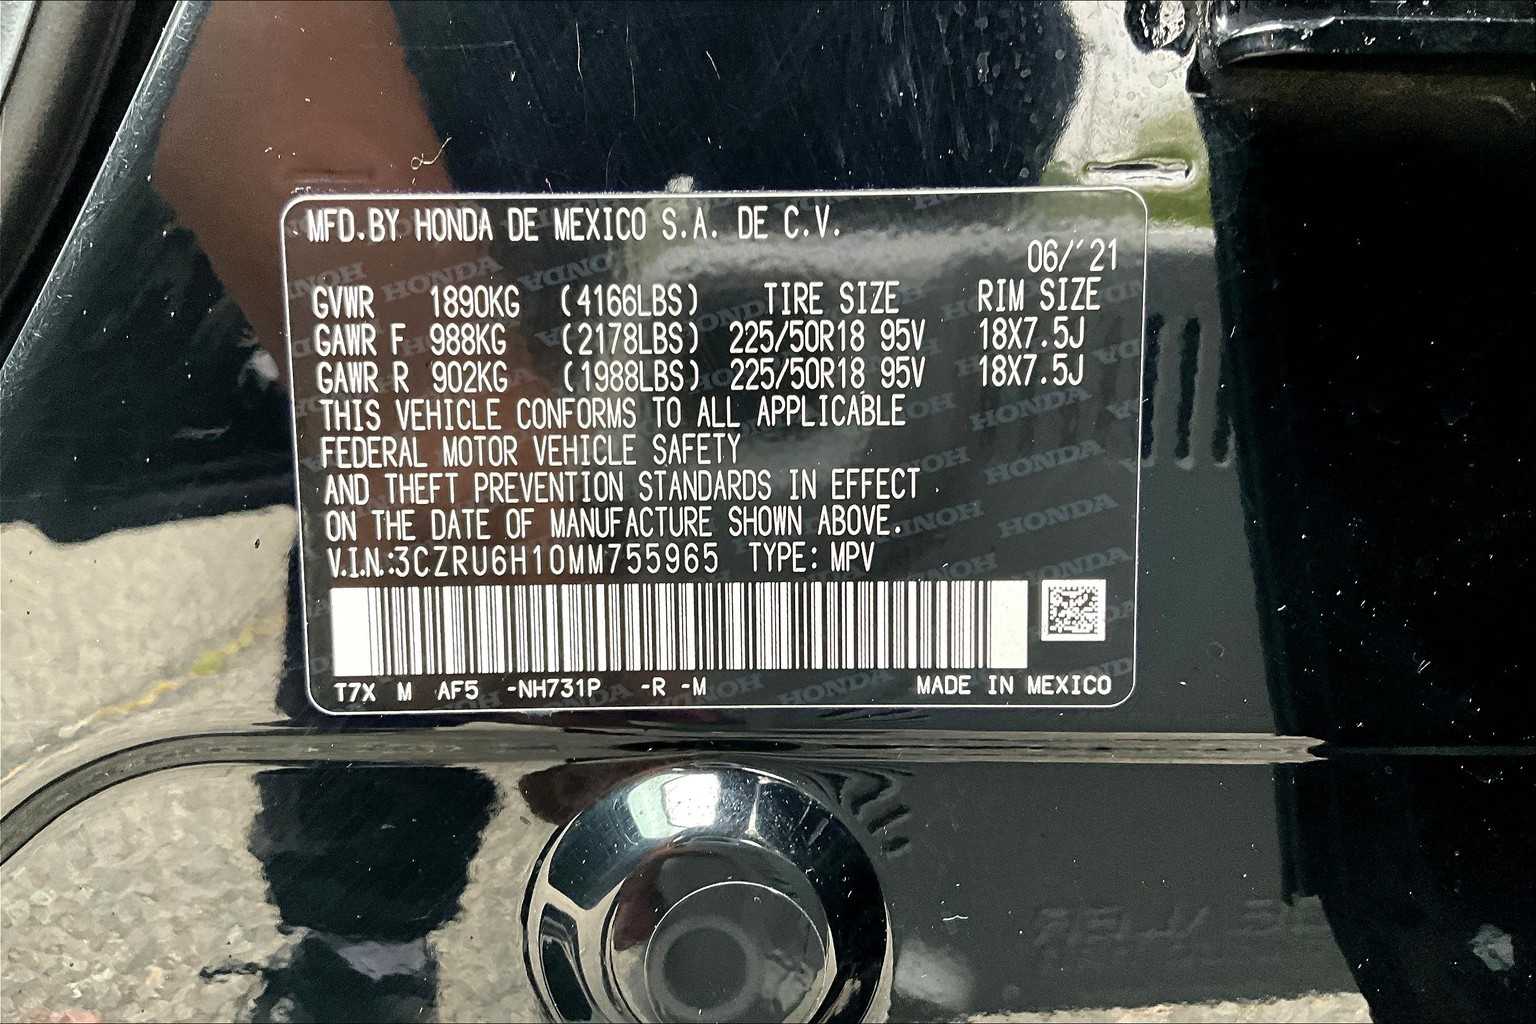 MFD.BY HONDA DE MEXICO S.A. DE C.V.
06/'21
GVWR 1890KG (4166LBS) TIRE SIZE RIM SIZE
GAWR F 988KG (2178LBS) 225/50R18 95V 18X7.5J
GAWR R 902KG (1988LBS) 225/50R18 95V 18X7.5J
THIS VEHICLE CONFORMS TO ALL APPLICABLE
FEDERAL MOTOR VEHICLE SAFETY
AND THEFT PREVENTION STANDARDS IN EFFECT
ON THE DATE OF MANUFACTURE SHOWN ABOVE.
V.I.N.:3CZRU6H10MM755965 TYPE: MPV
T7X M AF5 -NH731P -R -M MADE IN MEXICO